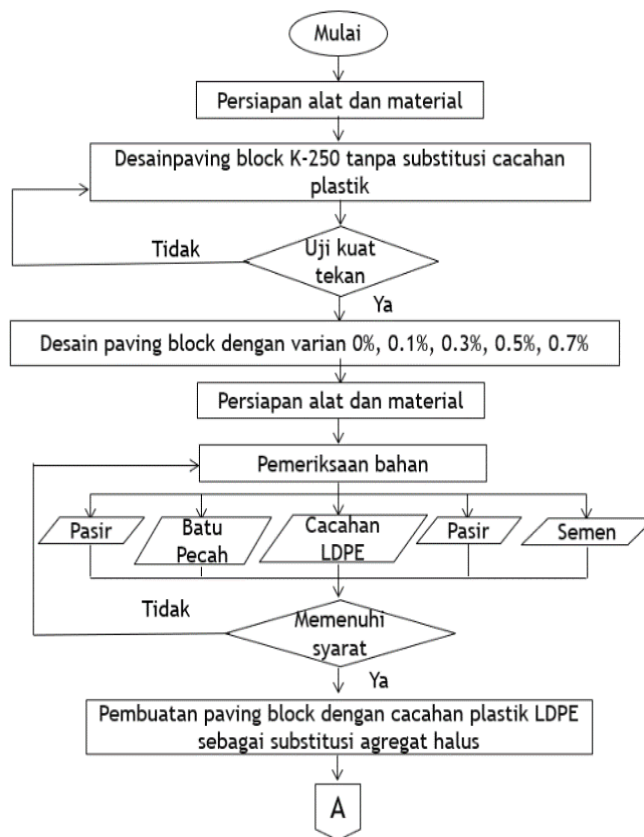 Mulai
Persiapan alat dan material
Desainpaving block K-250 tanpa substitusi cacahan
plastik
Tidak
Uji kuat
tekan
Ya
Desain paving block dengan varian 0%, 0.1%, 0.3%, 0.5%, 0.7%
Persiapan alat dan material
Pemeriksaan bahan
Pasir
Batu
Pecah
Cacahan
LDPE
Pasir
Semen
Tidak
Memenuhi
syarat
Ya
Pembuatan paving block dengan cacahan plastik LDPE
sebagai substitusi agregat halus
A